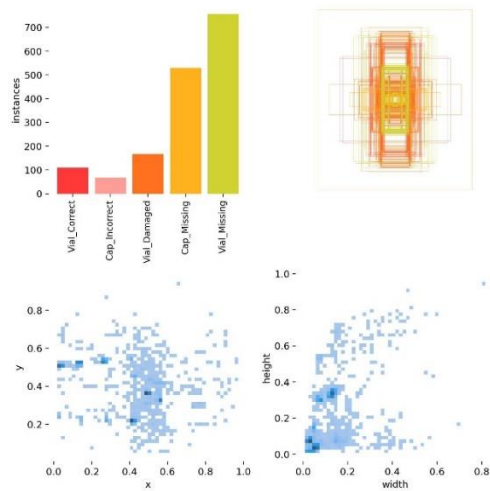 700
600
500
400
300
200
100
0
instances
Vial_Correct
Cap_Incorrect
Vial_Damaged
Cap_Missing
Vial_Missing
0.8
0.6
0.4
0.2
y
0.0 0.2 0.4 0.6 0.8 1.0
x
1.0
0.8
0.6
0.4
0.2
0.0
height
0.0 0.2 0.4 0.6 0.8
width